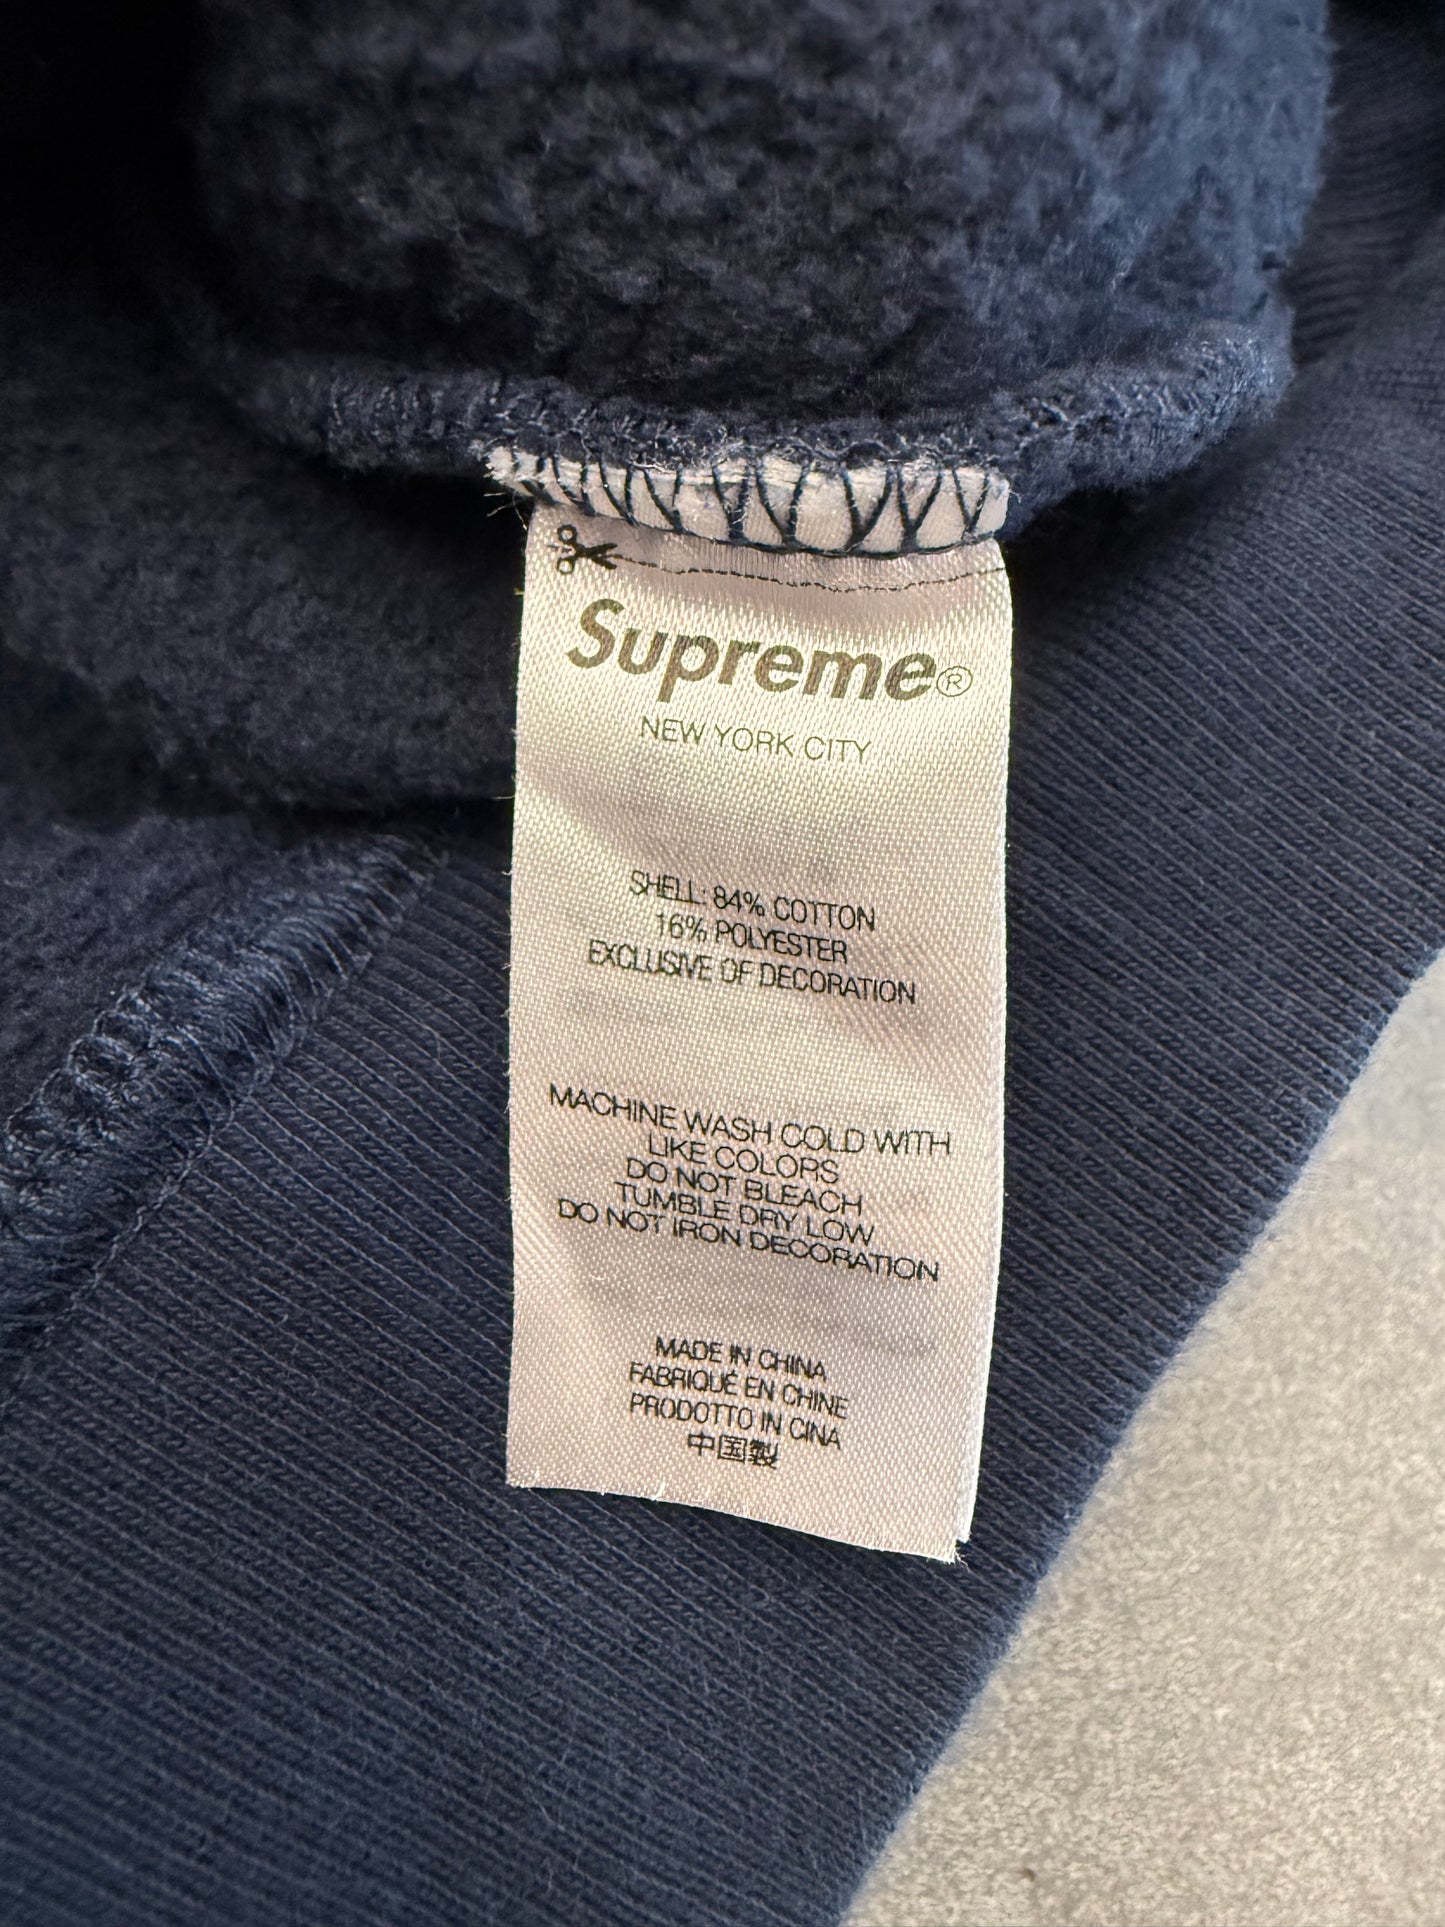 Supreme®
NEW YORK CITY
SHELL: 84% COTTON
16% POLYESTER
EXCLUSIVE OF DECORATION
MACHINE WASH COLD WITH
LIKE COLORS
DO NOT BLEACH
TUMBLE DRY LOW
DO NOT IRON DECORATION
MADE IN CHINA
FABRIQUÉ EN CHINE
PRODOTTO IN CINA
中国製